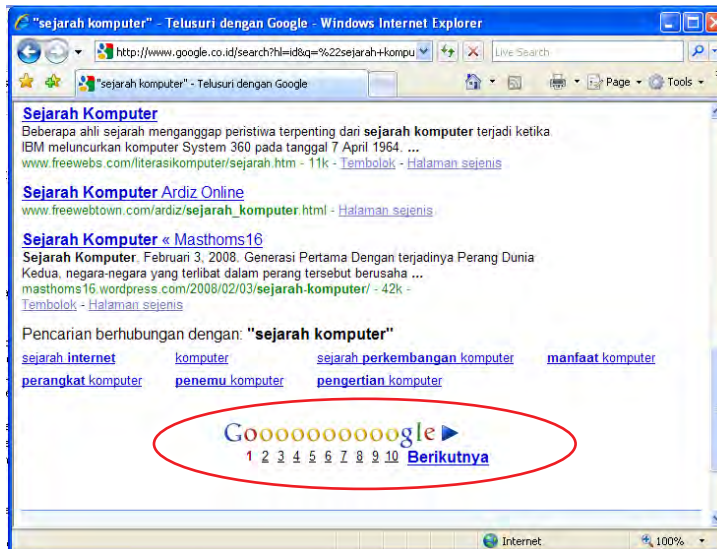 "sejarah komputer" - Telusuri dengan Google - Windows Internet Explorer
http://www.google.co.id/search?hl=id&q=%22sejarah+kompu
Live Search
"sejarah komputer" - Telusuri dengan Google
Page
Tools
Sejarah Komputer
Beberapa ahli sejarah menganggap peristiwa terpenting dari sejarah komputer terjadi ketika
IBM meluncurkan komputer System 360 pada tanggal 7 April 1964. ...
www.freewebs.com/literasikomputer/sejarah.htm - 11k - Tembolok - Halaman sejenis
Sejarah Komputer Ardiz Online
www.freewebtown.com/ardiz/sejarah_komputer.html - Halaman sejenis
Sejarah Komputer « Masthoms16
Sejarah Komputer. Februari 3, 2008. Generasi Pertama Dengan terjadinya Perang Dunia
Kedua, negara-negara yang terlibat dalam perang tersebut berusaha ...
masthoms16.wordpress.com/2008/02/03/sejarah-komputer/ - 42k -
Tembolok - Halaman sejenis
Pencarian berhubungan dengan: "sejarah komputer"
sejarah internet komputer sejarah perkembangan komputer manfaat komputer
perangkat komputer penemu komputer pengertian komputer
Goooooooooogle
1 2 3 4 5 6 7 8 9 10 Berikutnya
Internet
100%